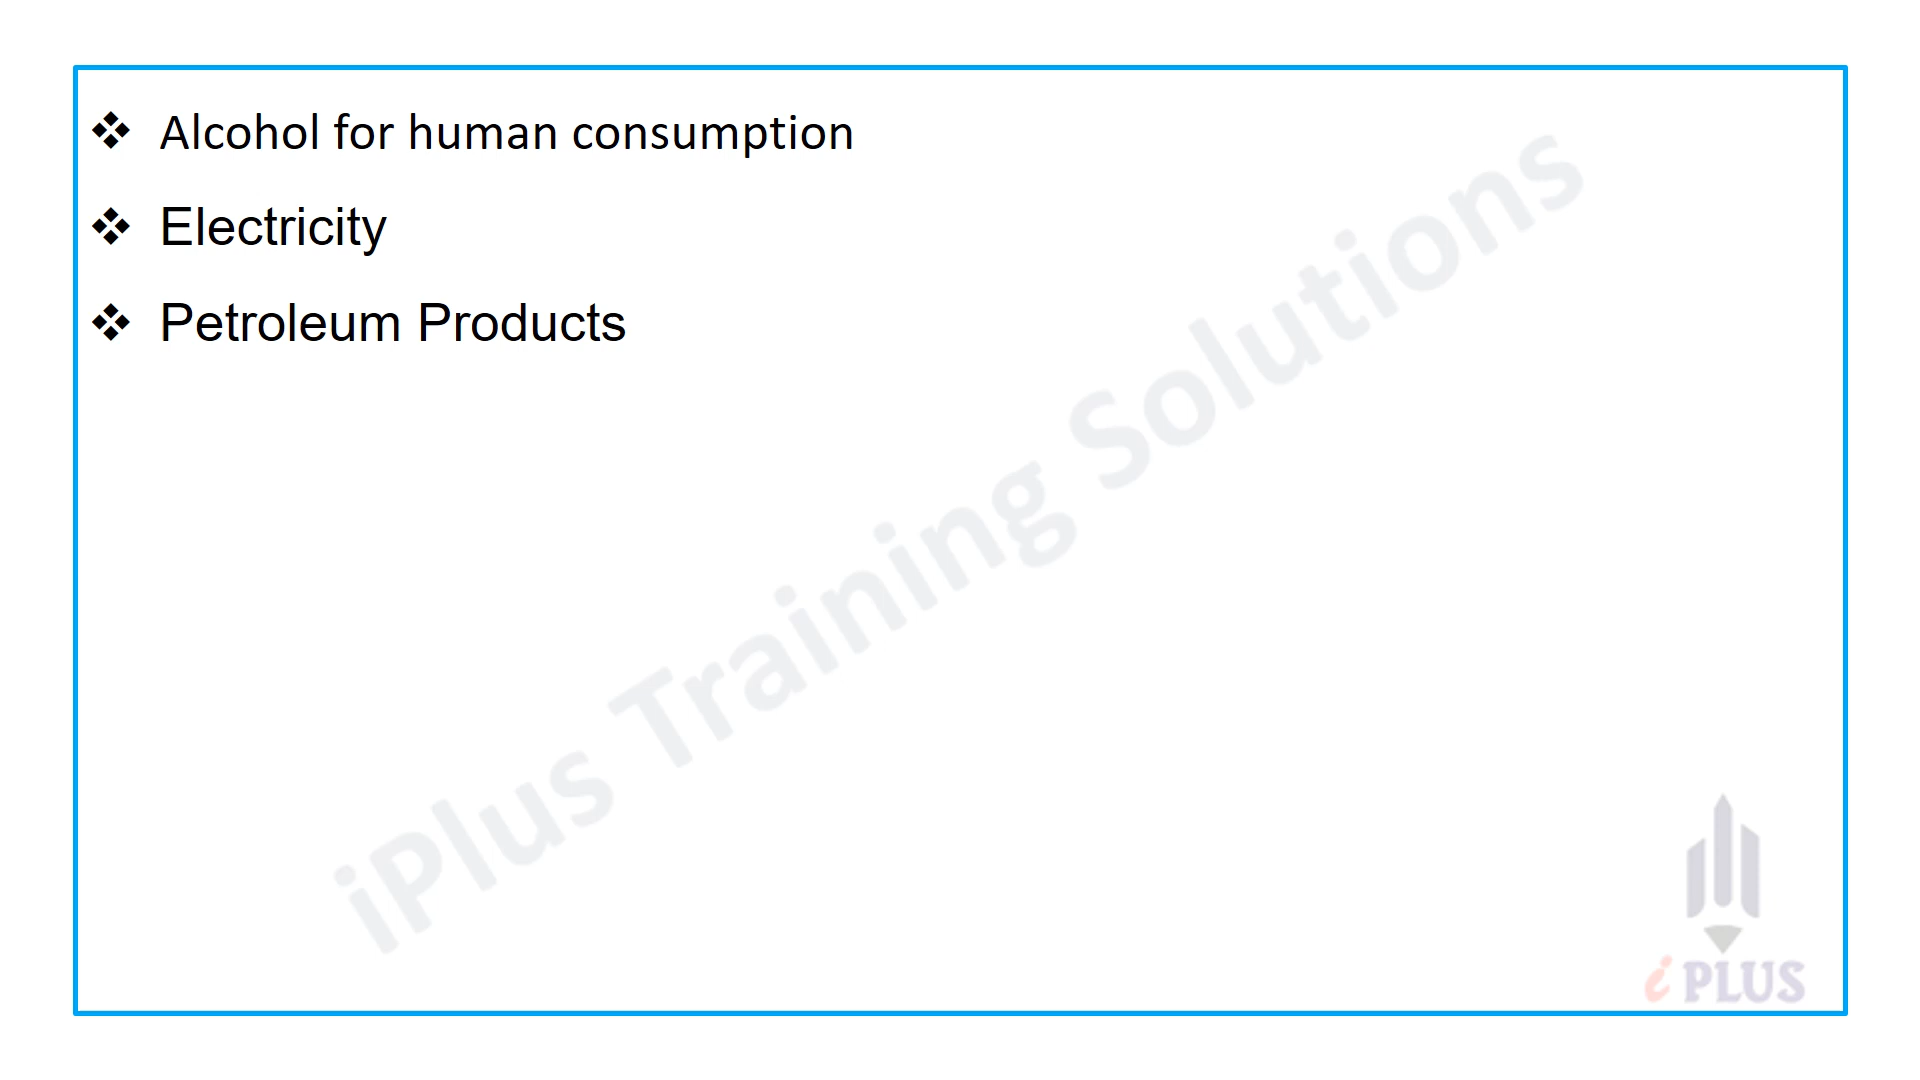 ❖ Alcohol for human consumption
❖ Electricity
❖ Petroleum Products
iPlus Training Solutions
i PLUS